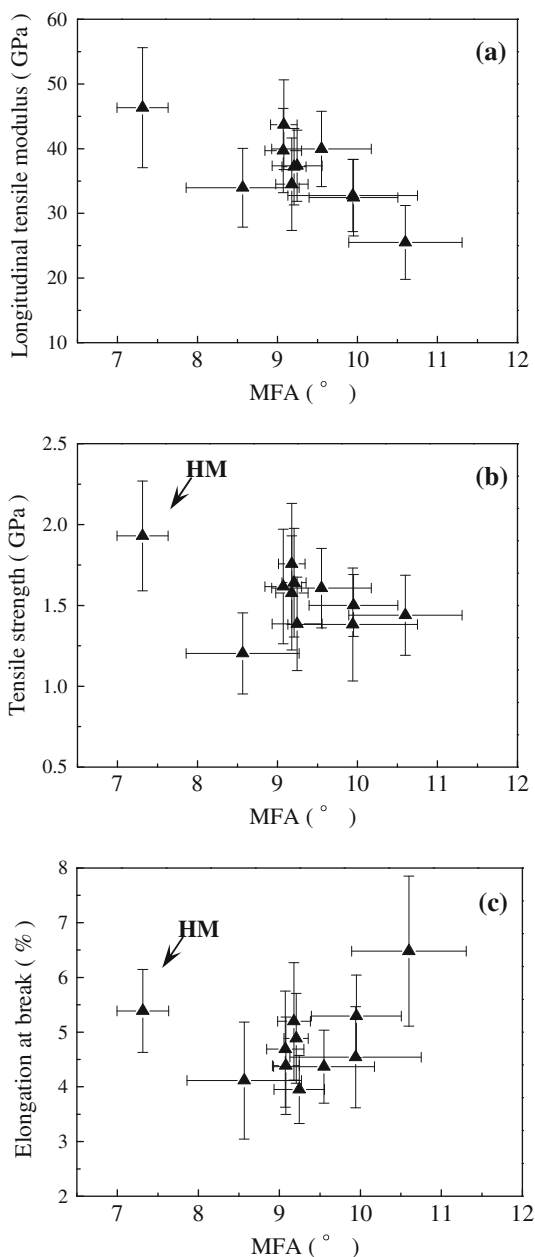 60
50
40
30
20
10
Longitudinal tensile modulus ( GPa )
(a)
7 8 9 10 11 12
MFA ( ° )
2.5
2.0
1.5
1.0
0.5
Tensile strength ( GPa )
HM
(b)
7 8 9 10 11 12
MFA ( ° )
8
7
6
5
4
3
2
Elongation at break ( % )
HM
(c)
7 8 9 10 11 12
MFA ( ° )